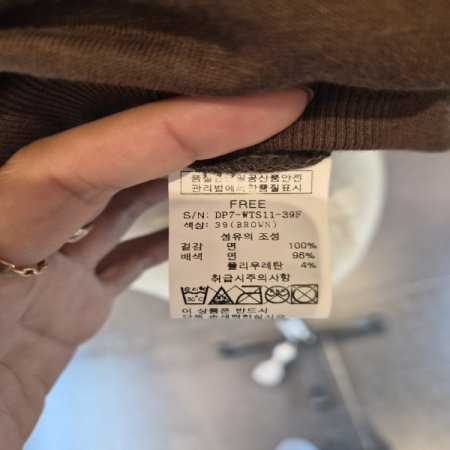 품질경영및공산품안전
관리법에의한품질표시
FREE
S/N: DP7-WTS11-39F
색상: 39(BROWN)
섬유의 조성
겉감 면 100%
배색 면 96%
폴리우레탄 4%
취급시주의사항
30℃
이 상품은 반드시